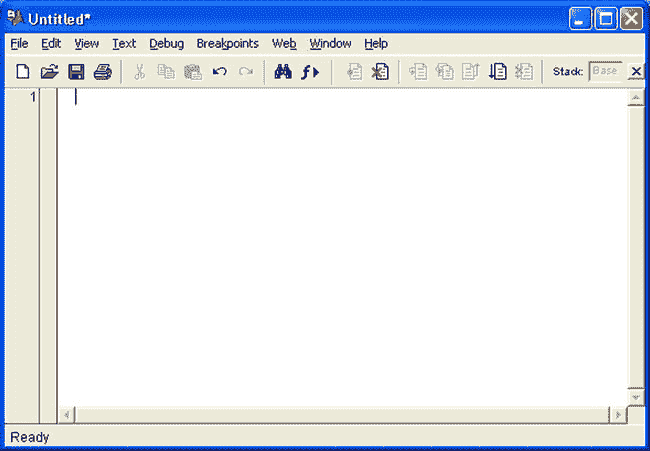 Untitled*
File Edit View Text Debug Breakpoints Web Window Help
Stack: Base
1
Ready